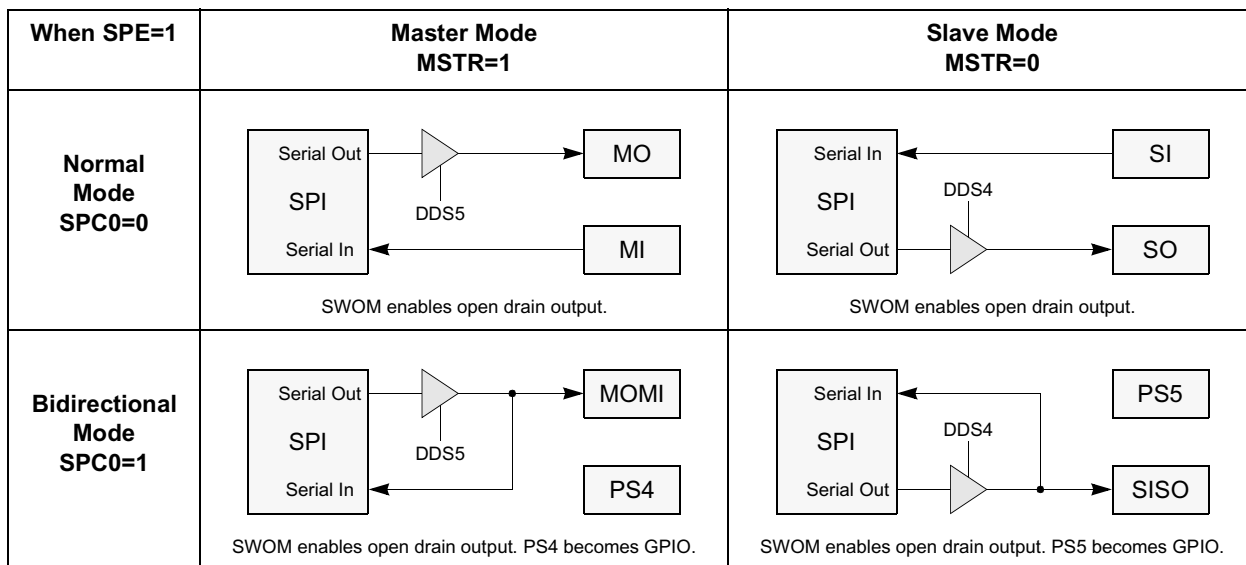 When SPE=1
Master Mode
MSTR=1
Slave Mode
MSTR=0
Normal
Mode
SPC0=0
Serial Out
SPI
Serial In
DDS5
MO
MI
SWOM enables open drain output.
Serial In
SPI
Serial Out
DDS4
SI
SO
SWOM enables open drain output.
Bidirectional
Mode
SPC0=1
Serial Out
SPI
Serial In
DDS5
MOMI
PS4
SWOM enables open drain output. PS4 becomes GPIO.
Serial In
SPI
Serial Out
DDS4
PS5
SISO
SWOM enables open drain output. PS5 becomes GPIO.